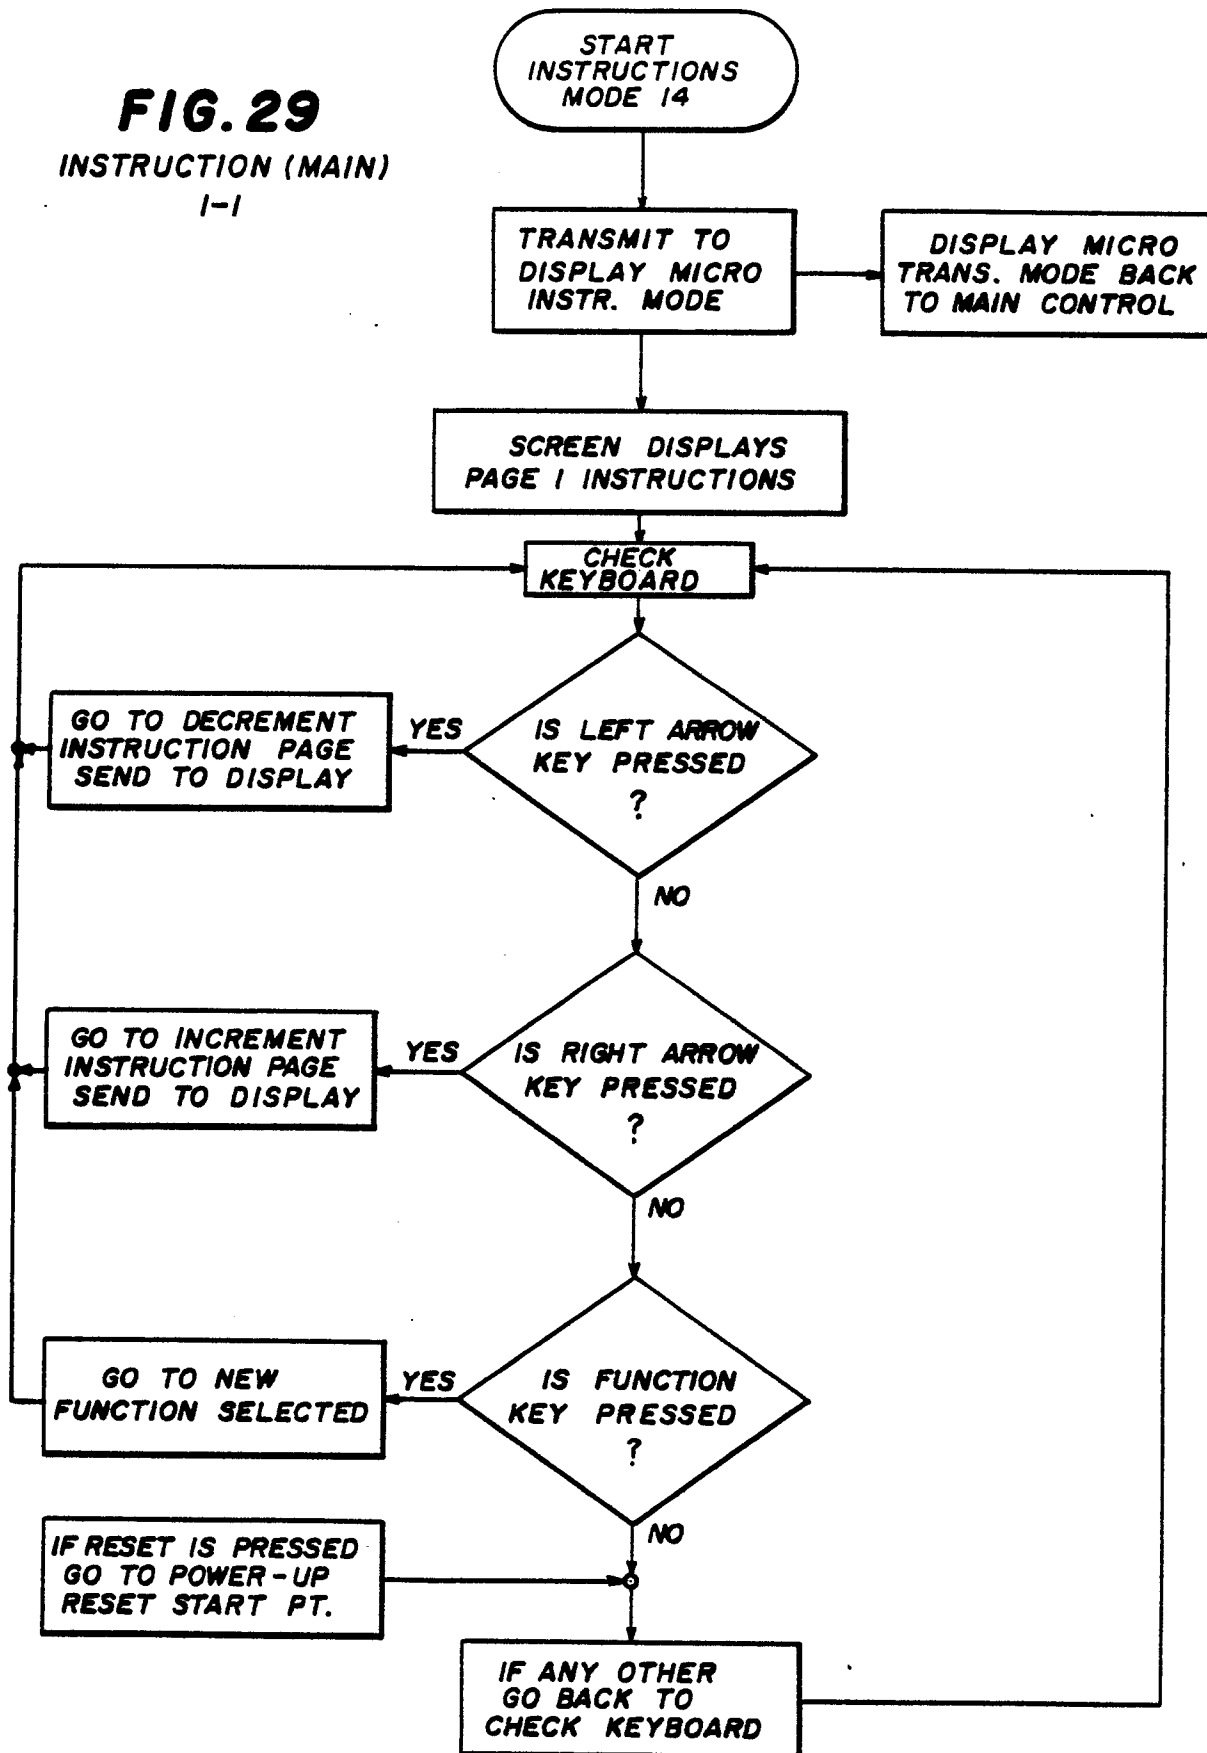 FIG. 29
INSTRUCTION (MAIN)
1-1
START
INSTRUCTIONS
MODE 14
TRANSMIT TO
DISPLAY MICRO
INSTR. MODE
DISPLAY MICRO
TRANS. MODE BACK
TO MAIN CONTROL
SCREEN DISPLAYS
PAGE 1 INSTRUCTIONS
CHECK
KEYBOARD
IS LEFT ARROW
KEY PRESSED
?
YES
GO TO DECREMENT
INSTRUCTION PAGE
SEND TO DISPLAY
NO
IS RIGHT ARROW
KEY PRESSED
?
YES
GO TO INCREMENT
INSTRUCTION PAGE
SEND TO DISPLAY
NO
IS FUNCTION
KEY PRESSED
?
YES
GO TO NEW
FUNCTION SELECTED
NO
IF RESET IS PRESSED
GO TO POWER-UP
RESET START PT.
IF ANY OTHER
GO BACK TO
CHECK KEYBOARD